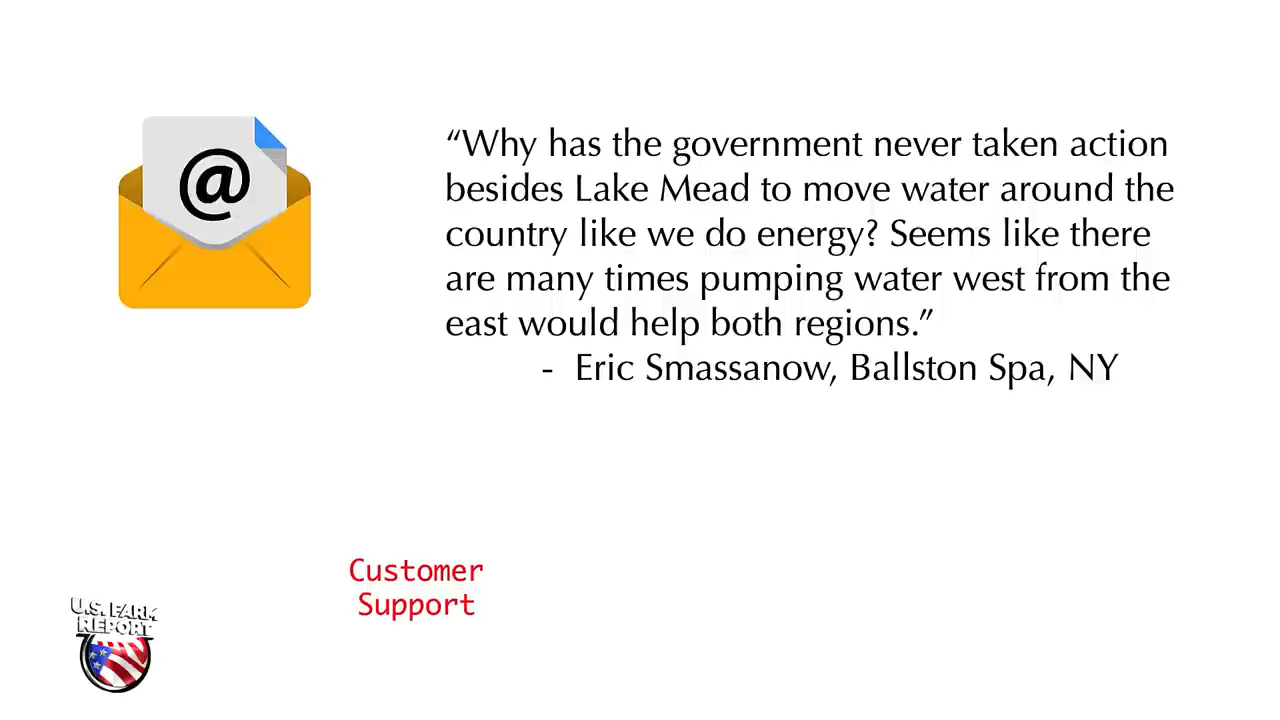 “Why has the government never taken action
besides Lake Mead to move water around the
country like we do energy? Seems like there
are many times pumping water west from the
east would help both regions.”
- Eric Smassanow, Ballston Spa, NY
@
Customer
Support
U.S. FARM
REPORT